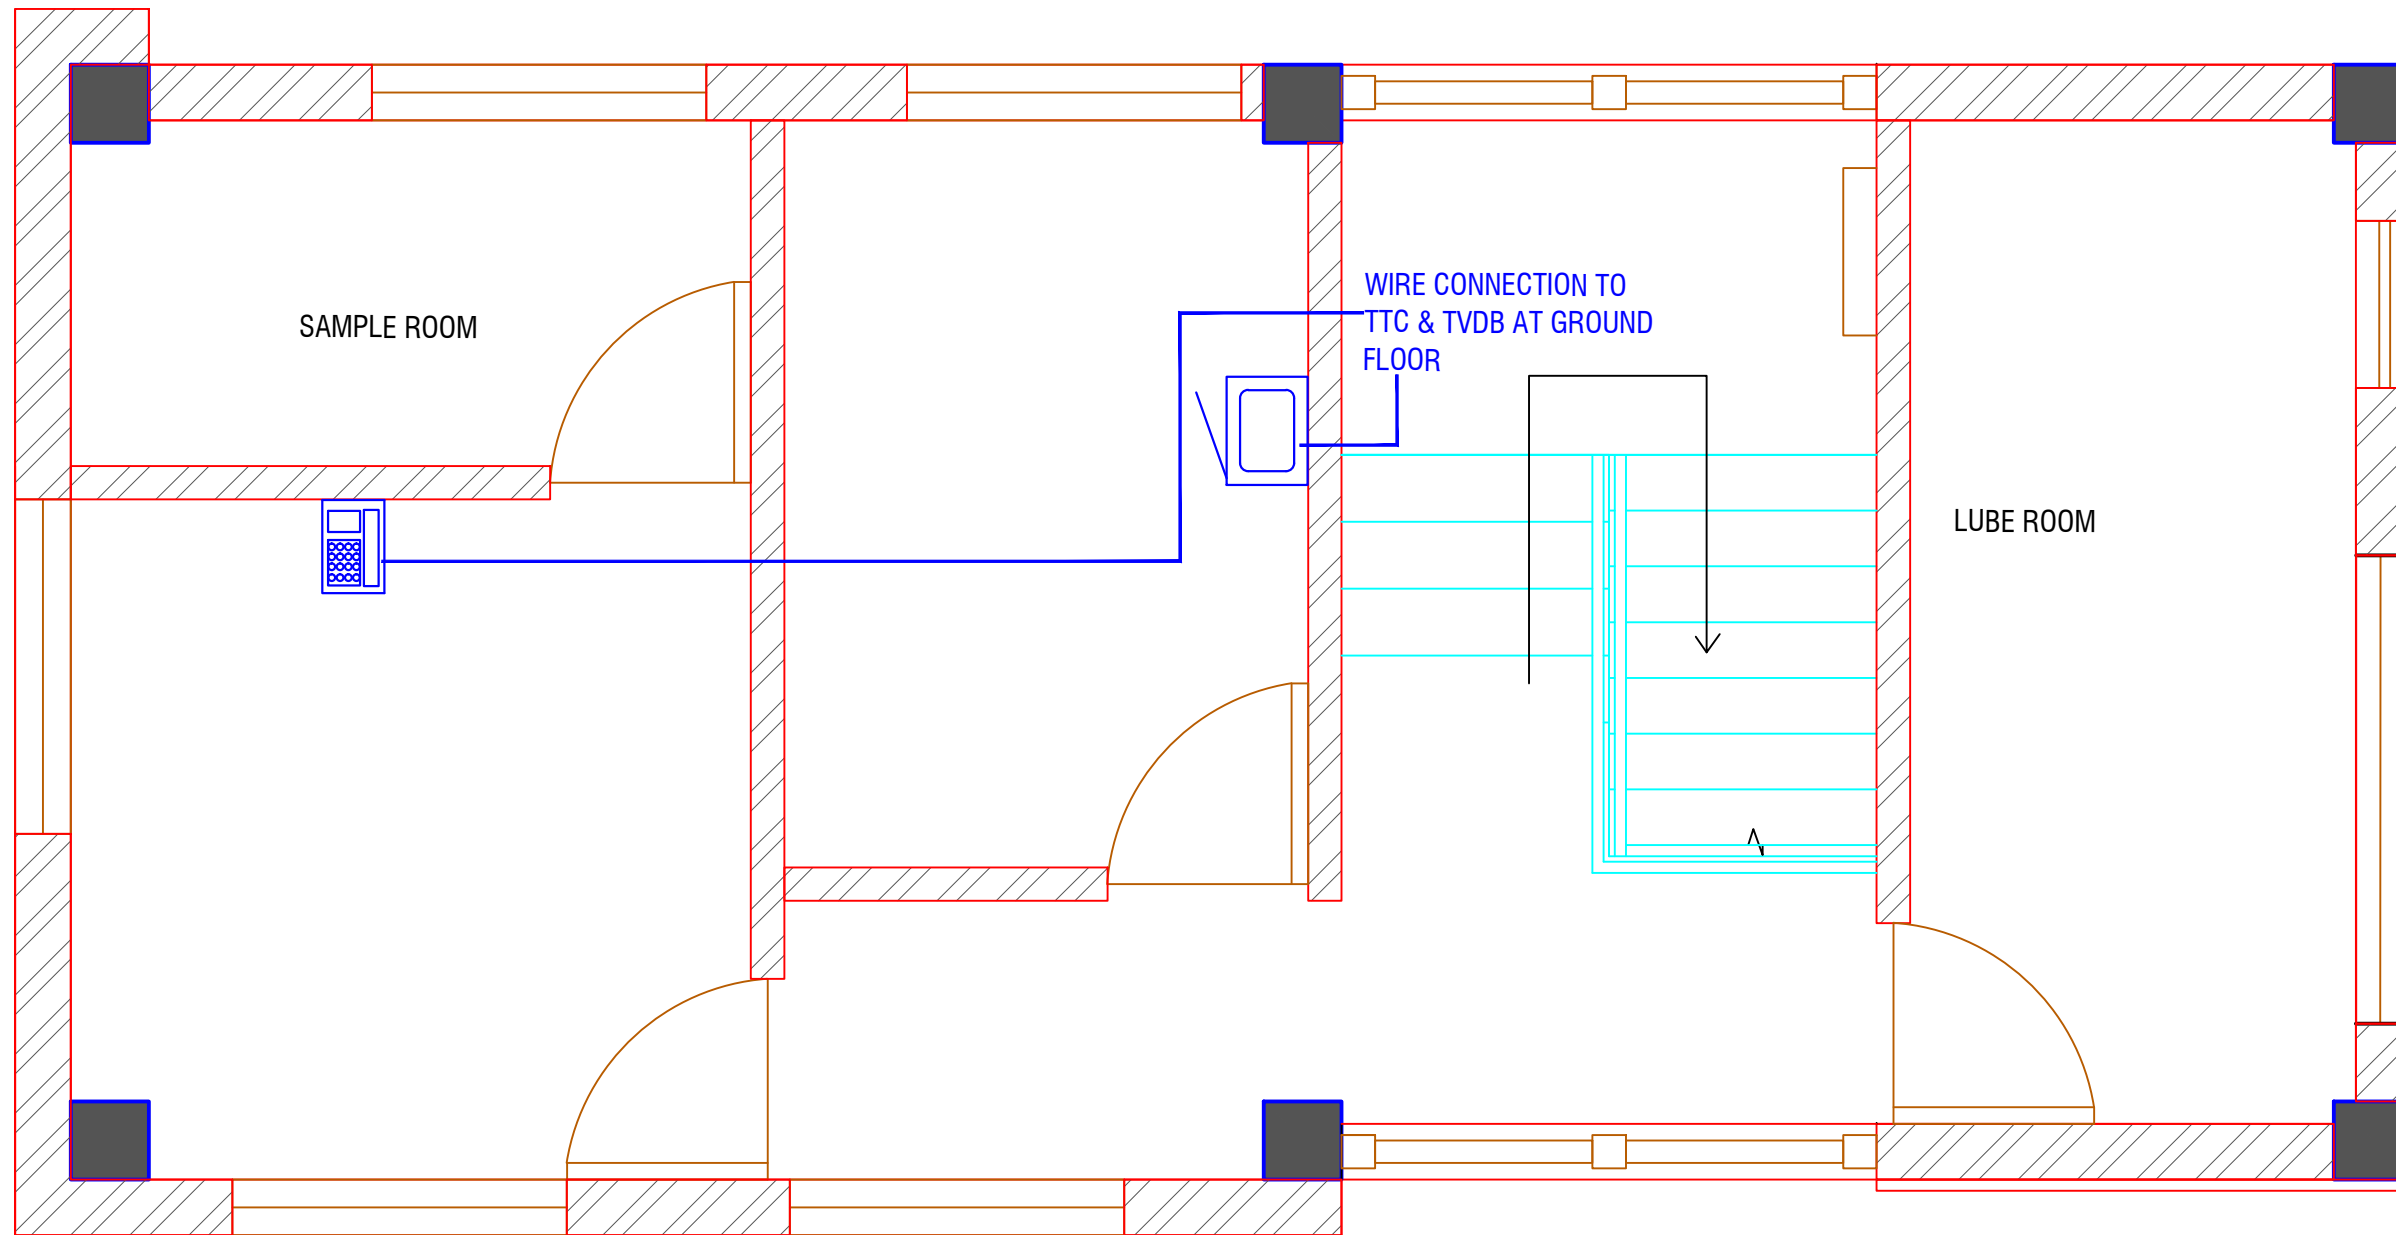 WIRE CONNECTION TO
TTC & TVDB AT GROUND
FLOOR
SAMPLE ROOM
LUBE ROOM